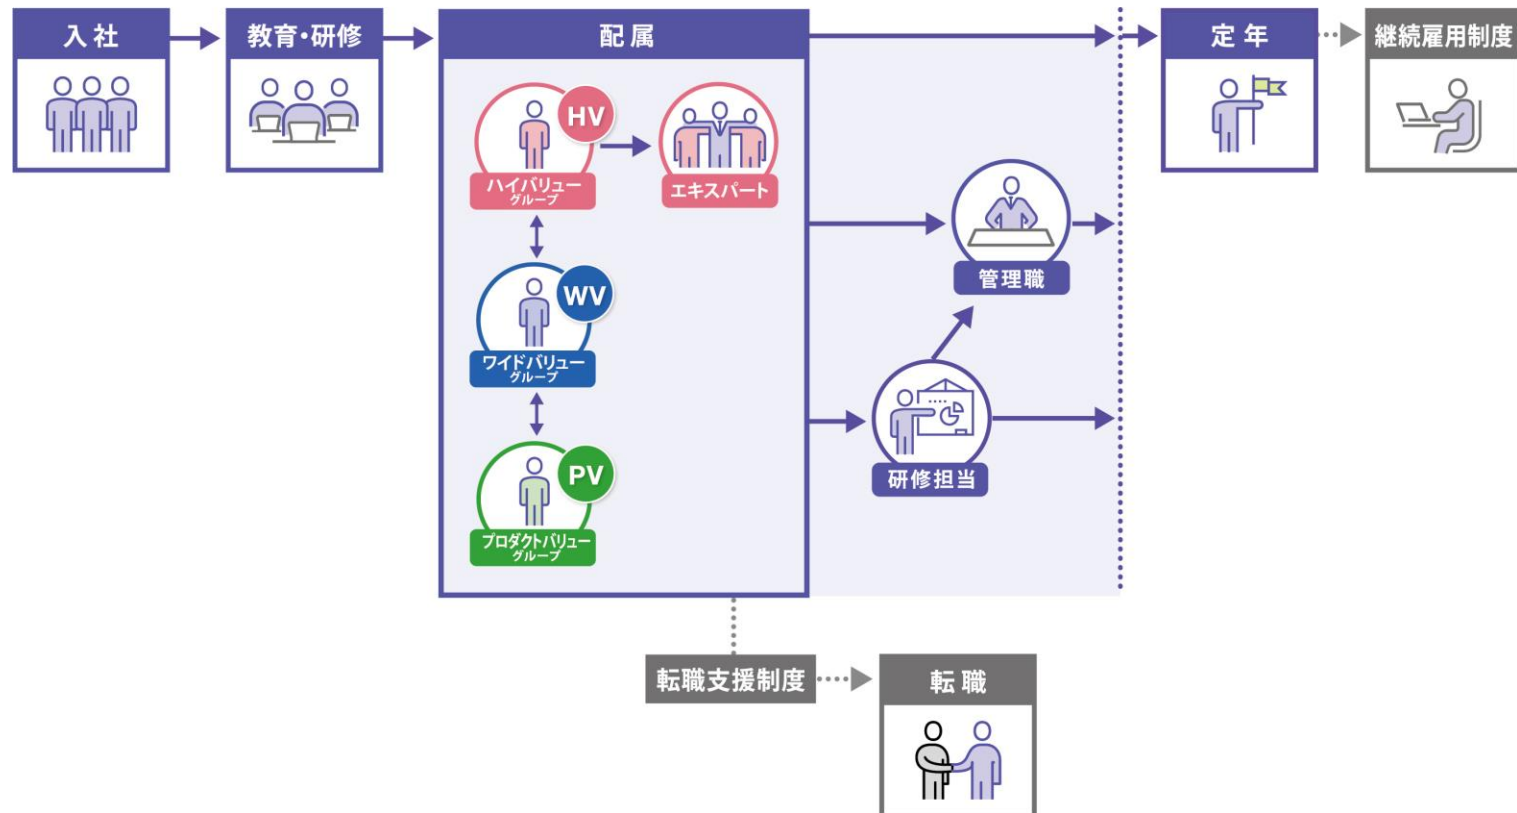 入社
教育・研修
配属
定年
継続雇用制度
HV
ハイバリュー
グループ
エキスパート
WV
ワイドバリュー
グループ
PV
プロダクトバリュー
グループ
管理職
研修担当
転職支援制度
転職